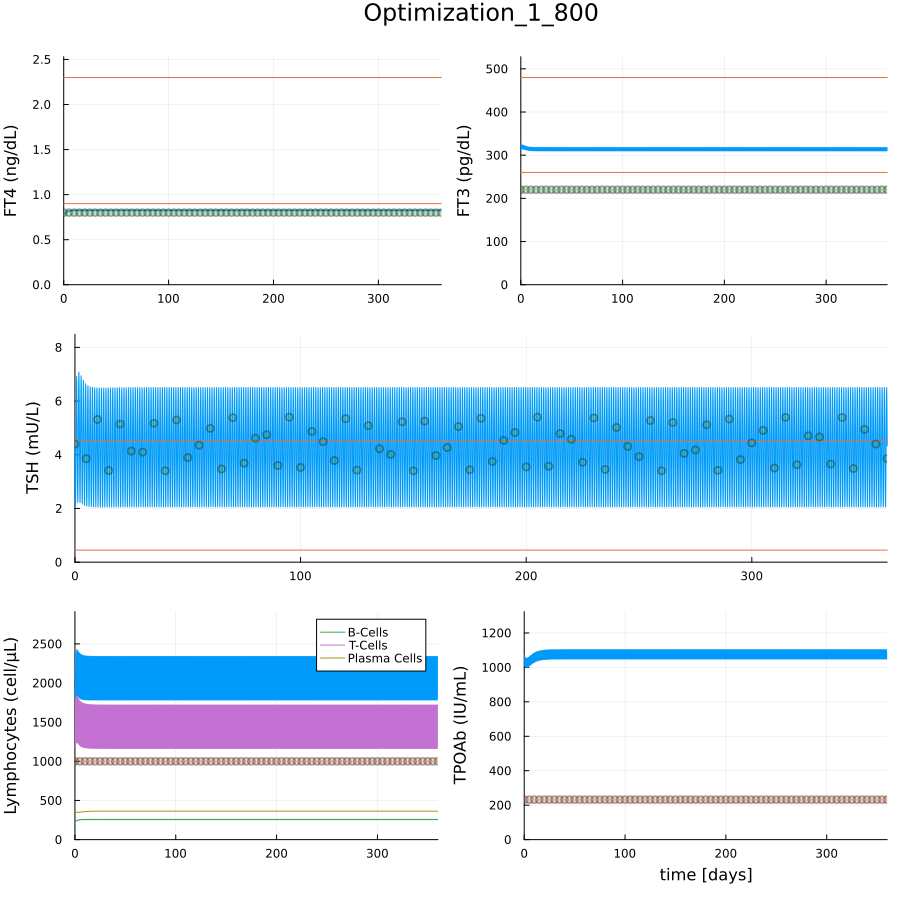 Optimization_1_800
FT4 (ng/dL)
2.5
2.0
1.5
1.0
0.5
0.0
0 100 200 300
FT3 (pg/dL)
500
400
300
200
100
0
0 100 200 300
TSH (mU/L)
8
6
4
2
0
0 100 200 300
Lymphocytes (cell/μL)
2500
2000
1500
1000
500
0
B-Cells
T-Cells
Plasma Cells
0 100 200 300
TPOAb (IU/mL)
1200
1000
800
600
400
200
0
0 100 200 300
time [days]